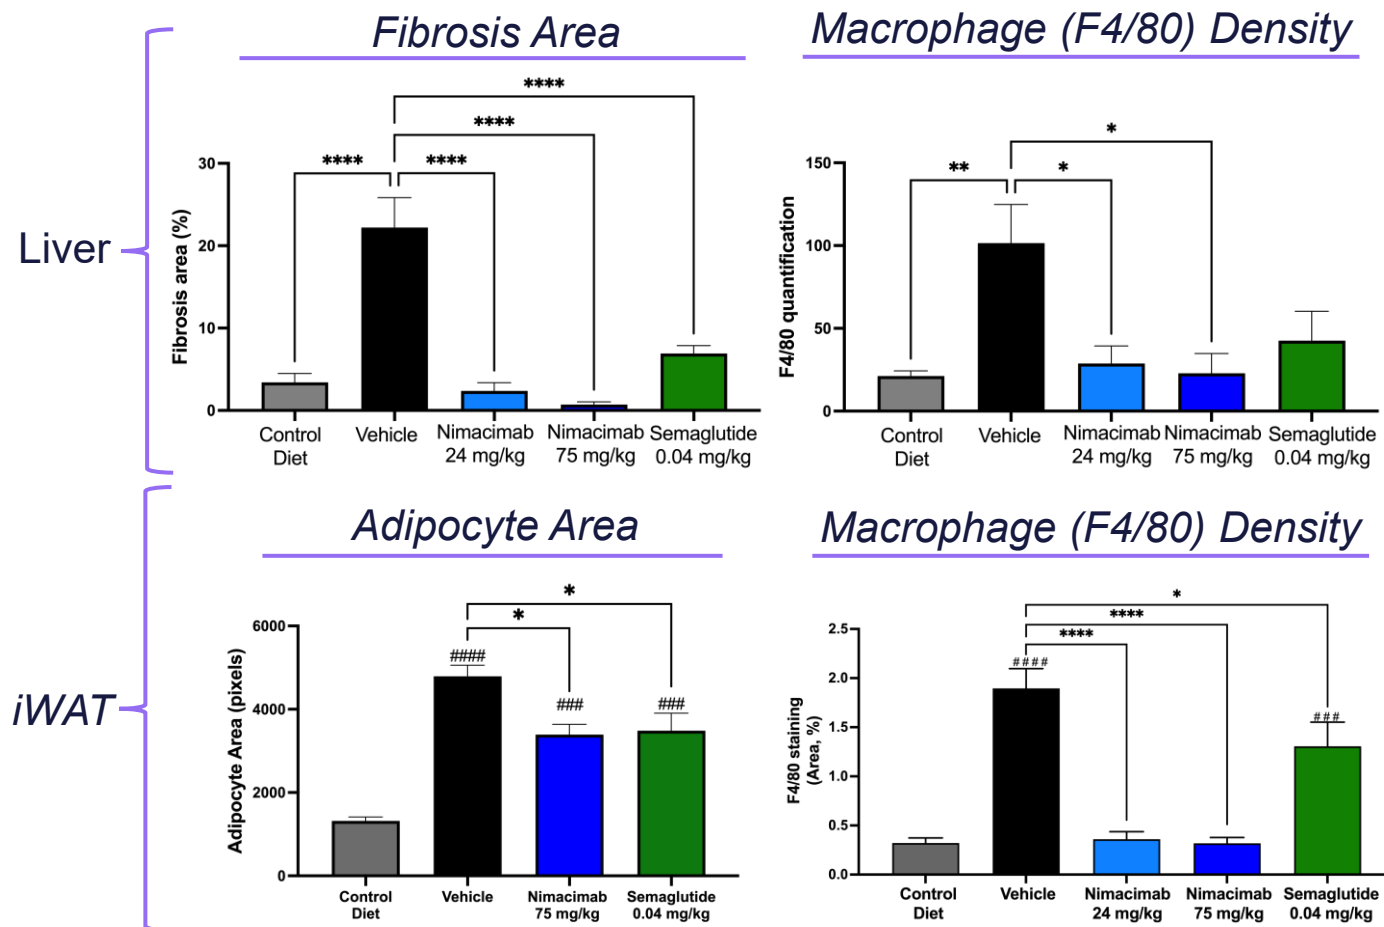 Liver
Fibrosis Area
****
****
****
****
Fibrosis area (%)
30
20
10
0
Control Diet
Vehicle
Nimacimab 24 mg/kg
Nimacimab 75 mg/kg
Semaglutide 0.04 mg/kg
Macrophage (F4/80) Density
*
**
*
F4/80 quantification
150
100
50
0
Control Diet
Vehicle
Nimacimab 24 mg/kg
Nimacimab 75 mg/kg
Semaglutide 0.04 mg/kg
iWAT
Adipocyte Area
*
*
####
###
###
Adipocyte Area (pixels)
6000
4000
2000
0
Control Diet
Vehicle
Nimacimab 75 mg/kg
Semaglutide 0.04 mg/kg
Macrophage (F4/80) Density
*
****
****
####
###
F4/80 staining (Area, %)
2.5
2.0
1.5
1.0
0.5
0.0
Control Diet
Vehicle
Nimacimab 24 mg/kg
Nimacimab 75 mg/kg
Semaglutide 0.04 mg/kg